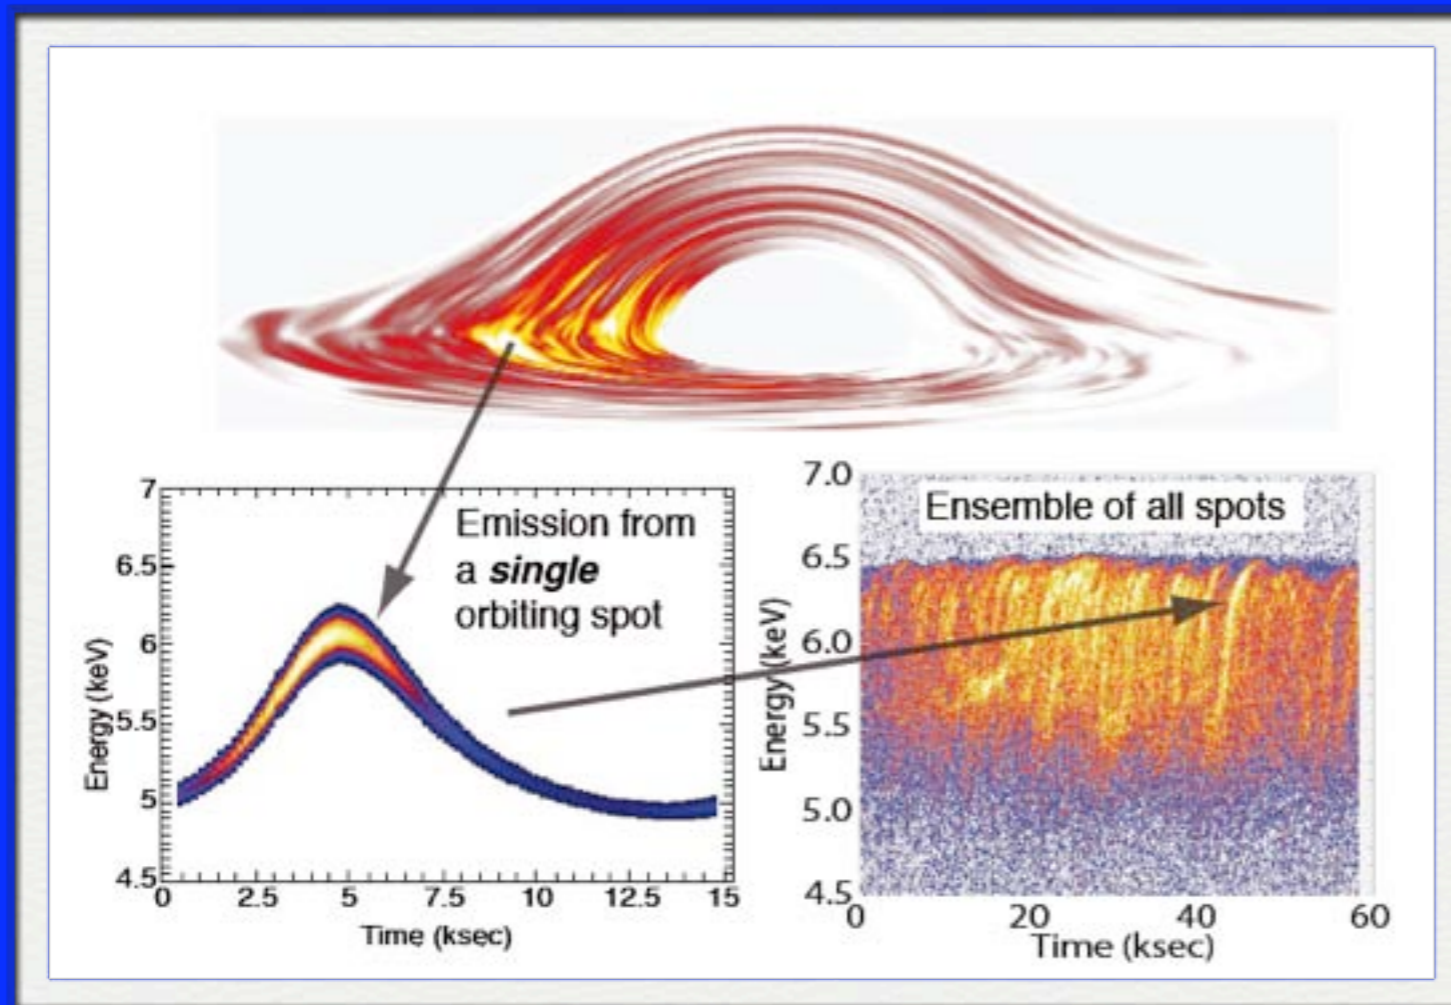 7
6.5
6
5.5
5
4.5
Energy (keV)
0
2.5
5
7.5
10
12.5
15
Time (ksec)
Emission from
a single
orbiting spot
7.0
6.5
6.0
5.5
5.0
4.5
Energy (keV)
Ensemble of all spots
0
20
40
60
Time (ksec)